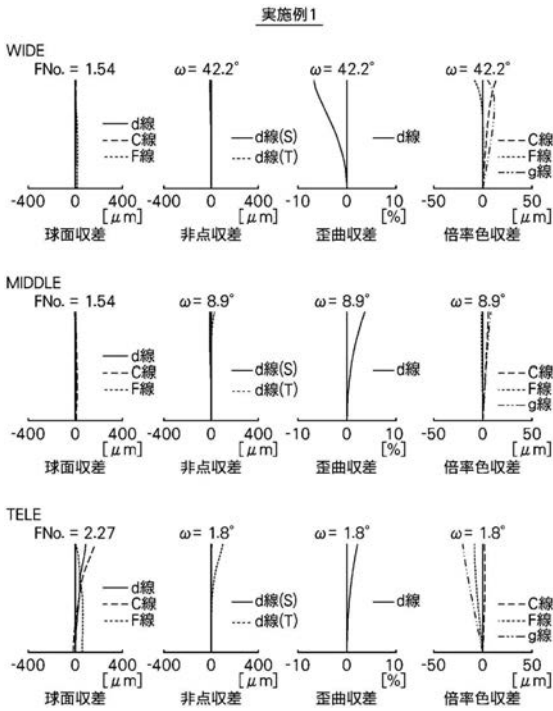 実施例1
WIDE
FNo. = 1.54 ω= 42.2° ω= 42.2° ω= 42.2°
d線 d線(S) d線 C線
C線 d線(T) F線
F線 g線
-400 0 400 -400 0 400 -10 0 10 -50 0 50
[μm] [μm] [%] [μm]
球面収差 非点収差 歪曲収差 倍率色収差
MIDDLE
FNo. = 1.54 ω= 8.9° ω= 8.9° ω= 8.9°
d線 d線(S) d線 C線
C線 d線(T) F線
F線 g線
-400 0 400 -400 0 400 -10 0 10 -50 0 50
[μm] [μm] [%] [μm]
球面収差 非点収差 歪曲収差 倍率色収差
TELE
FNo. = 2.27 ω= 1.8° ω= 1.8° ω= 1.8°
d線 d線(S) d線 C線
C線 d線(T) F線
F線 g線
-400 0 400 -400 0 400 -10 0 10 -50 0 50
[μm] [μm] [%] [μm]
球面収差 非点収差 歪曲収差 倍率色収差